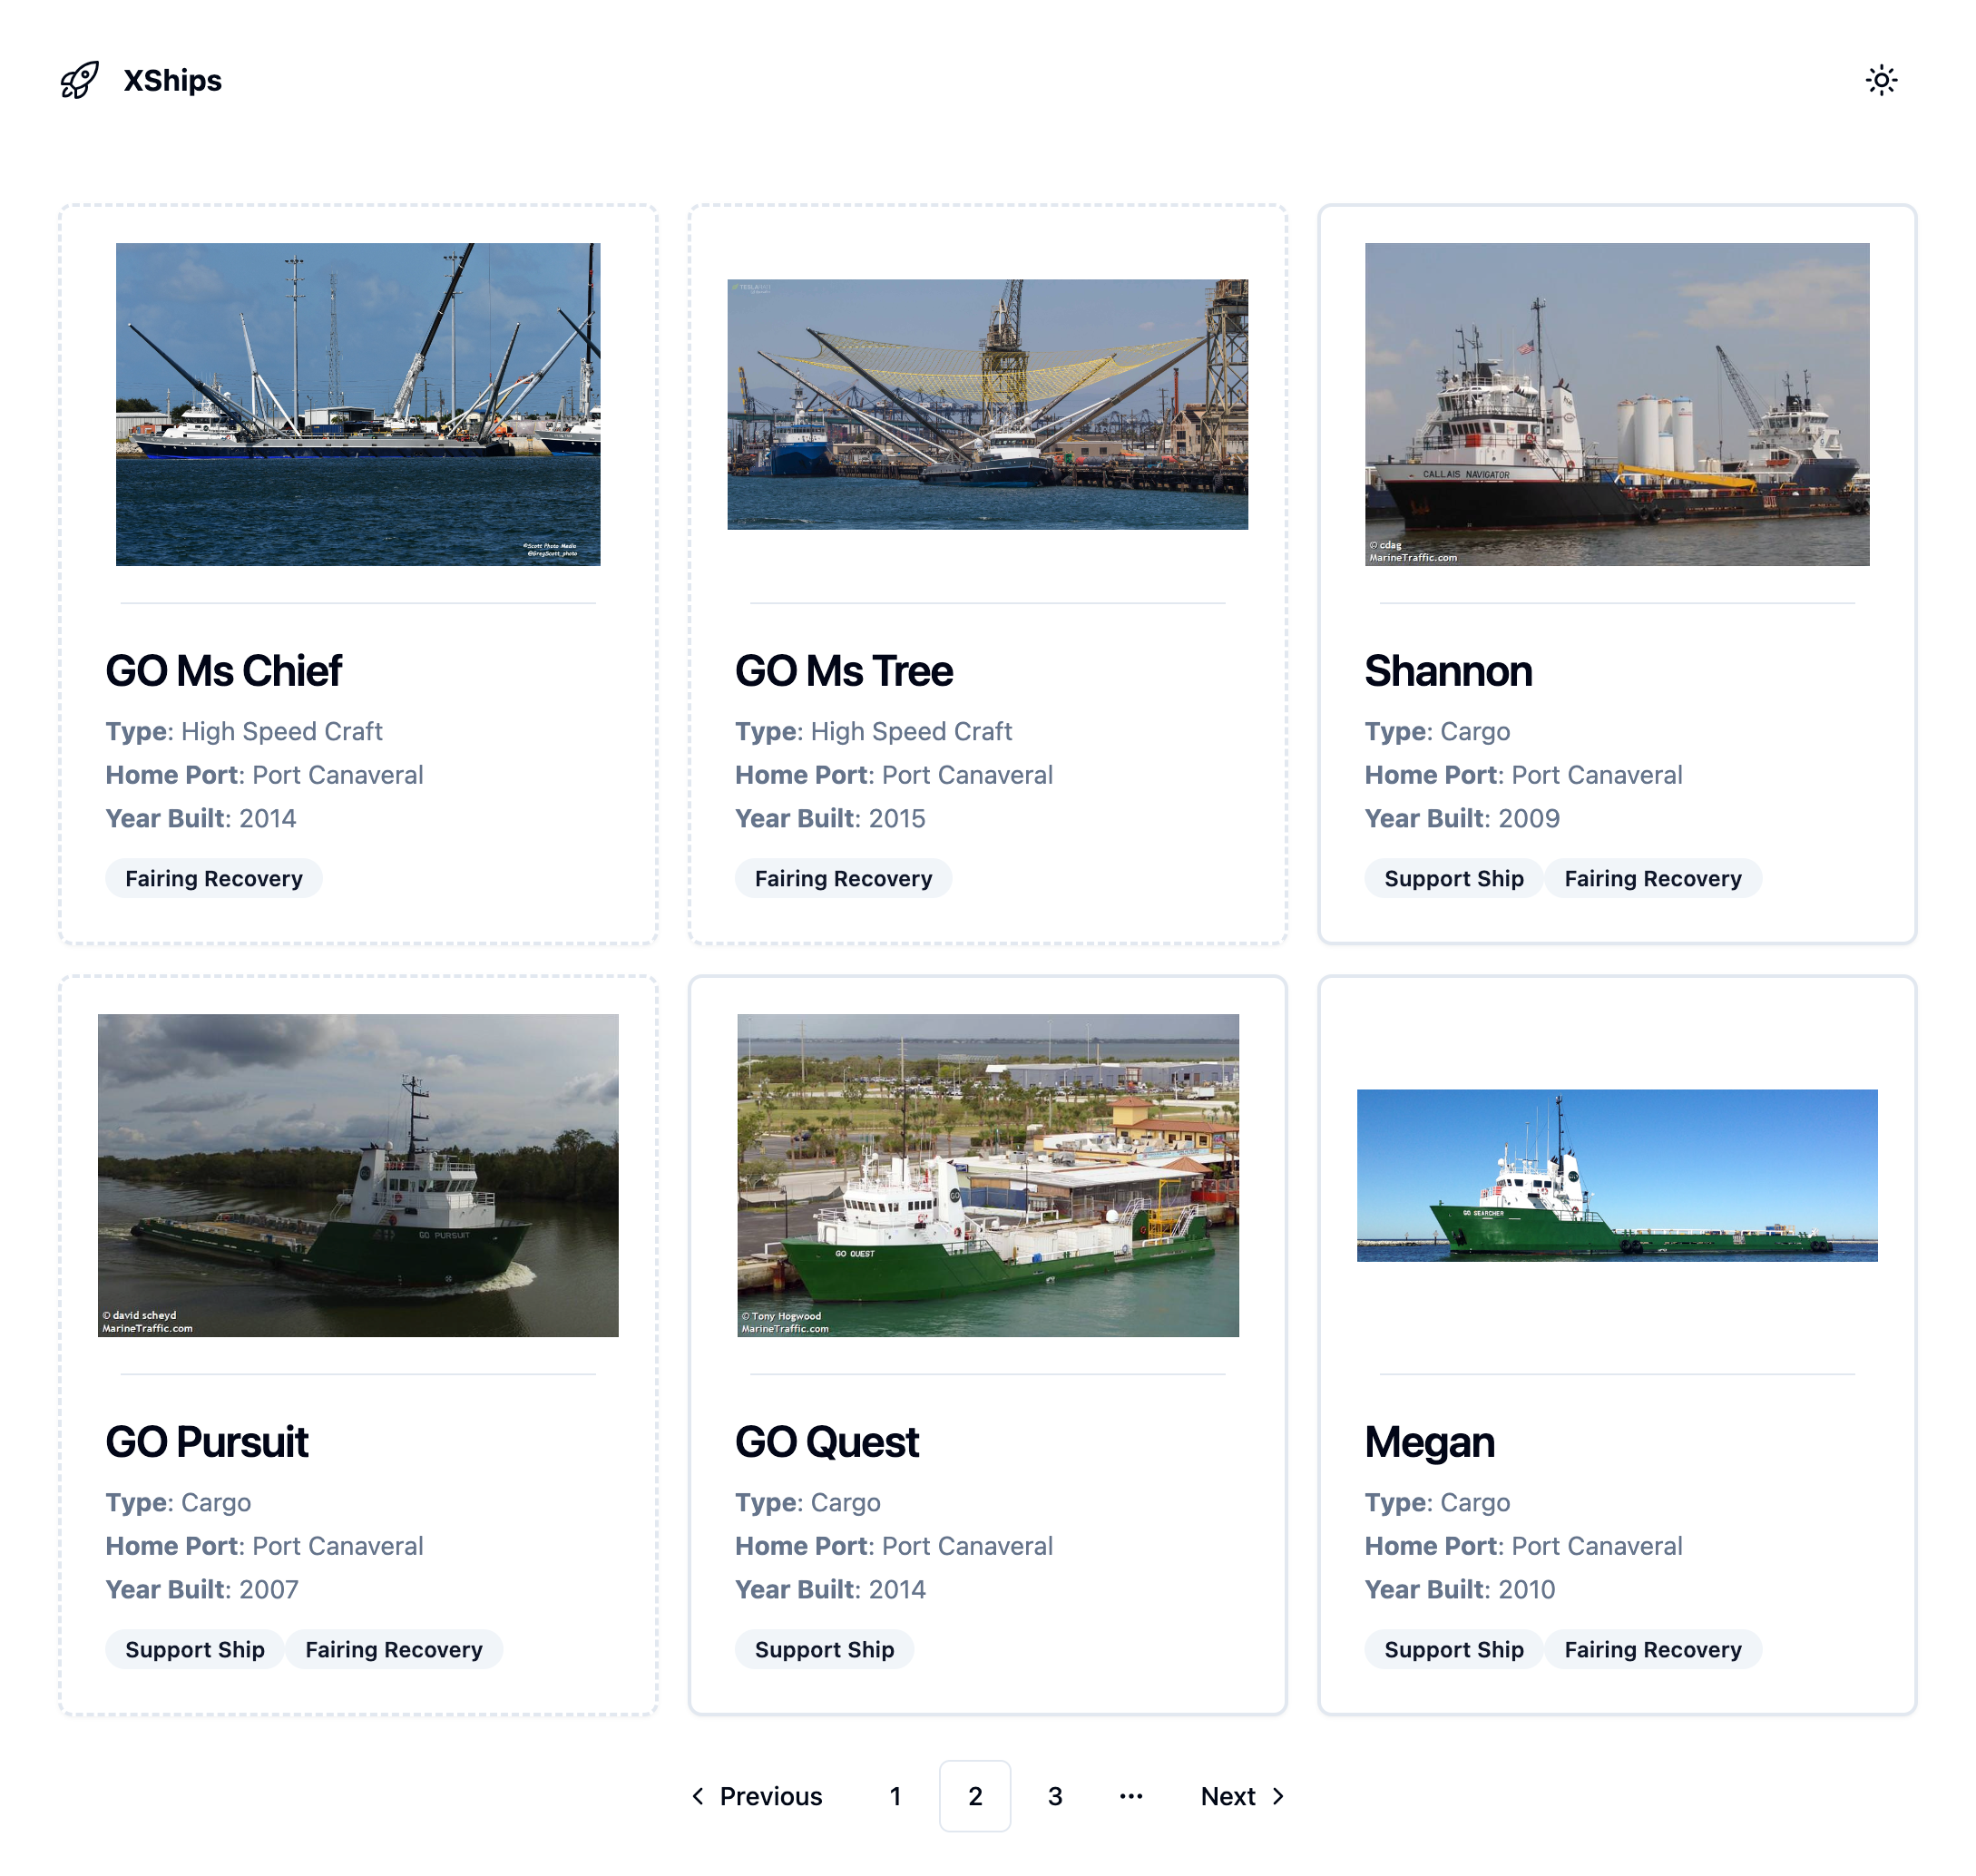 XShips
TESLARATI
©Scott Photo Media
@GregScott_photo
CALLAIS NAVIGATOR
© cdag
MarineTraffic.com
GO Ms Chief
Type: High Speed Craft
Home Port: Port Canaveral
Year Built: 2014
Fairing Recovery
GO Ms Tree
Type: High Speed Craft
Home Port: Port Canaveral
Year Built: 2015
Fairing Recovery
Shannon
Type: Cargo
Home Port: Port Canaveral
Year Built: 2009
Support Ship
Fairing Recovery
GO PURSUIT
© david scheyd
MarineTraffic.com
GO QUEST
GO
© Tony Hogwood
MarineTraffic.com
GO SEARCHER
GO Pursuit
Type: Cargo
Home Port: Port Canaveral
Year Built: 2007
Support Ship
Fairing Recovery
GO Quest
Type: Cargo
Home Port: Port Canaveral
Year Built: 2014
Support Ship
Megan
Type: Cargo
Home Port: Port Canaveral
Year Built: 2010
Support Ship
Fairing Recovery
Previous 1 2 3 ... Next